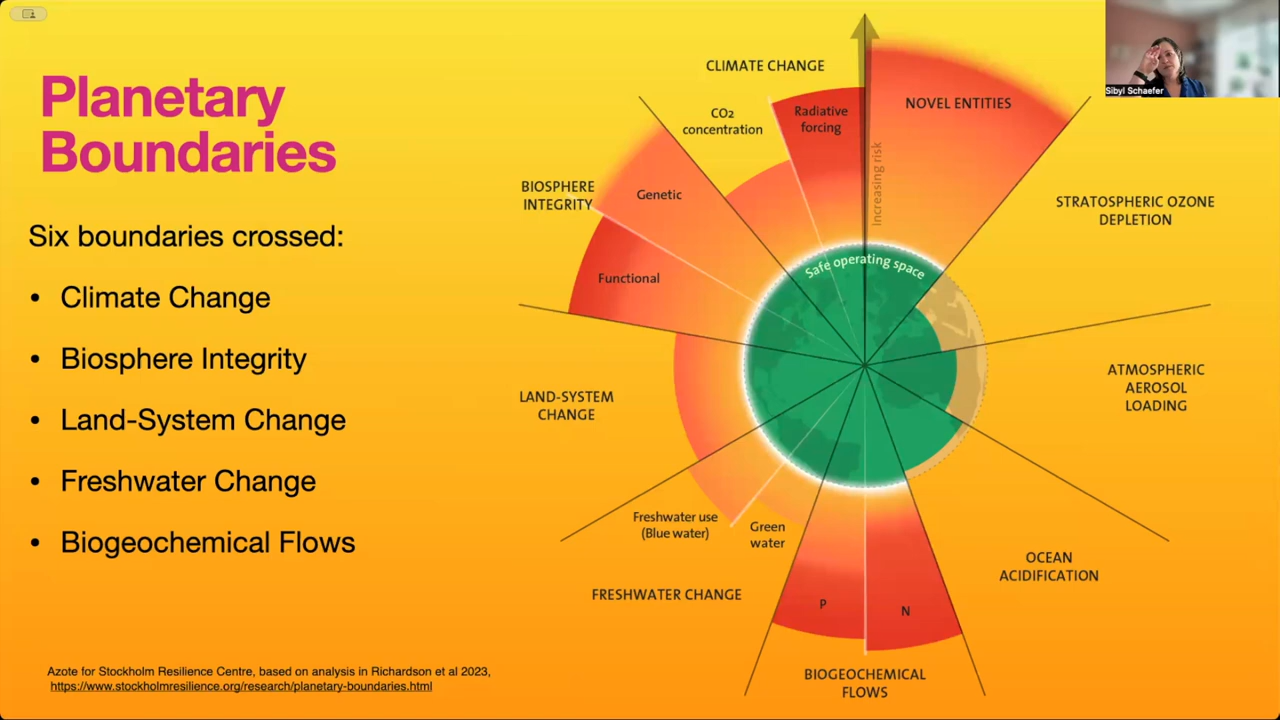 Planetary
Boundaries
Six boundaries crossed:
• Climate Change
• Biosphere Integrity
• Land-System Change
• Freshwater Change
• Biogeochemical Flows
Azote for Stockholm Resilience Centre, based on analysis in Richardson et al 2023,
https://www.stockholmresilience.org/research/planetary-boundaries.html
CLIMATE CHANGE
CO2
concentration
Radiative
forcing
NOVEL ENTITIES
Increasing risk
BIOSPHERE
INTEGRITY
Genetic
Functional
STRATOSPHERIC OZONE
DEPLETION
Safe operating space
LAND-SYSTEM
CHANGE
ATMOSPHERIC
AEROSOL
LOADING
Freshwater use
(Blue water)
Green
water
FRESHWATER CHANGE
OCEAN
ACIDIFICATION
P
N
BIOGEOCHEMICAL
FLOWS
Sibyl Schaefer